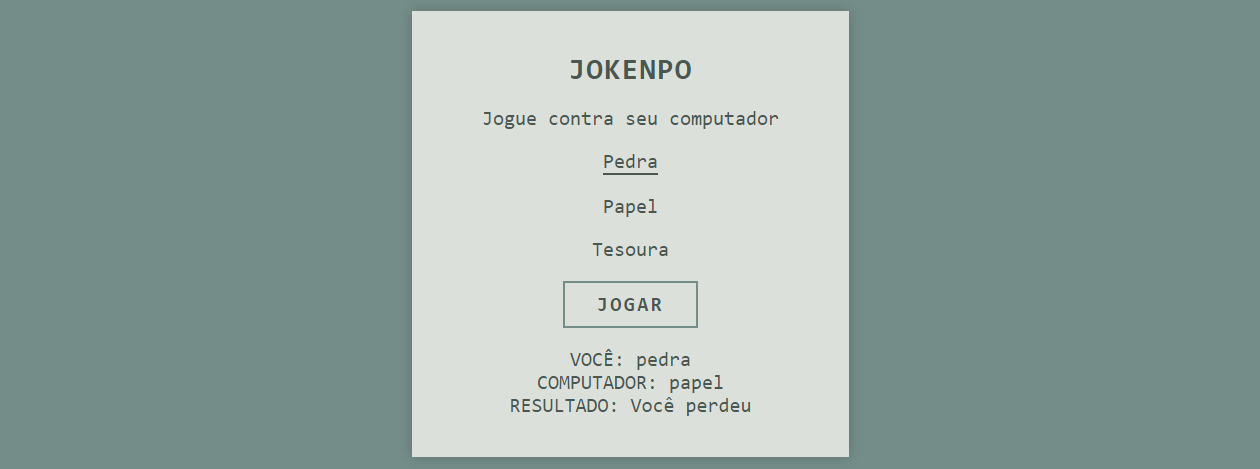 JOKENPO
Jogue contra seu computador
Pedra
Papel
Tesoura
JOGAR
VOCÊ: pedra
COMPUTADOR: papel
RESULTADO: Você perdeu